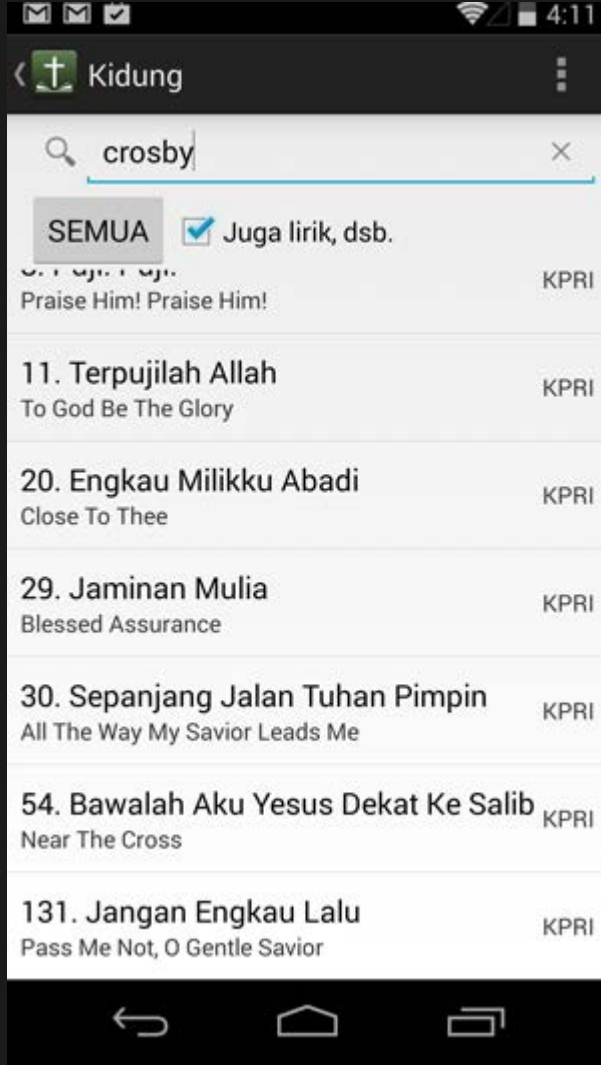 4:11
Kidung
crosby
SEMUA
Juga lirik, dsb.
Praise Him! Praise Him!
KPRI
11. Terpujilah Allah
To God Be The Glory
KPRI
20. Engkau Milikku Abadi
Close To Thee
KPRI
29. Jaminan Mulia
Blessed Assurance
KPRI
30. Sepanjang Jalan Tuhan Pimpin
All The Way My Savior Leads Me
KPRI
54. Bawalah Aku Yesus Dekat Ke Salib
Near The Cross
KPRI
131. Jangan Engkau Lalu
Pass Me Not, O Gentle Savior
KPRI